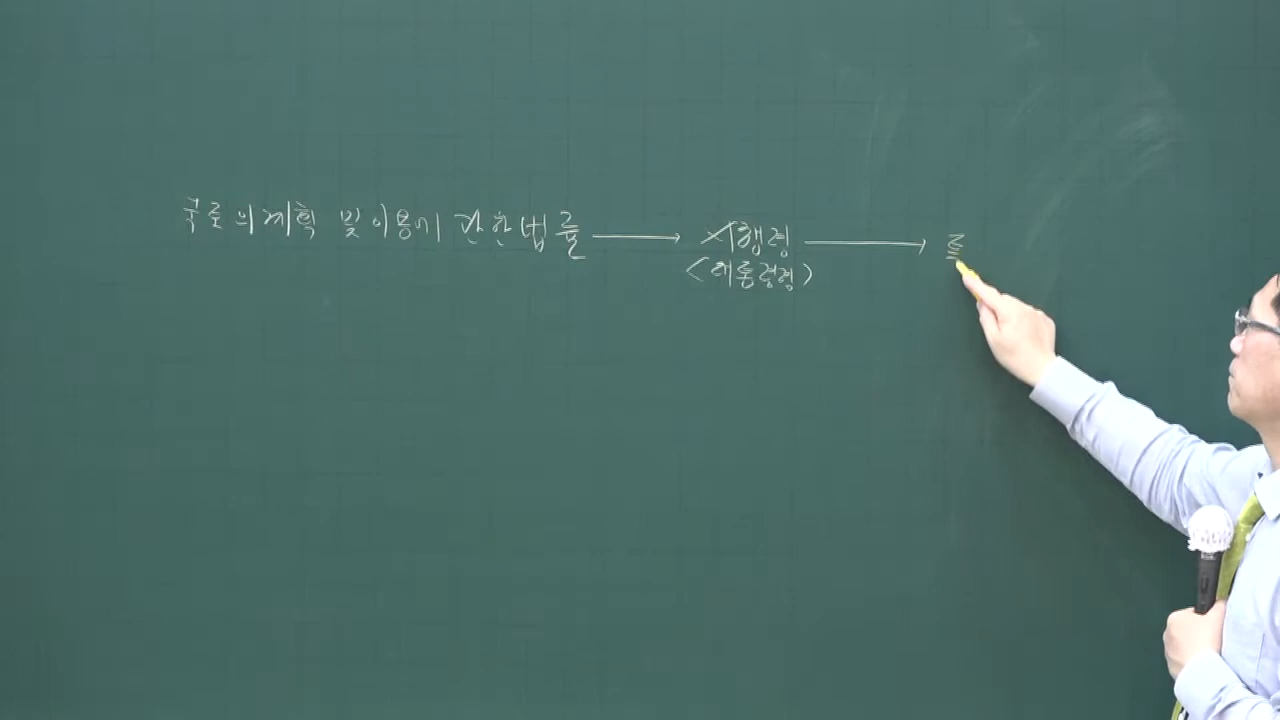 국토의계획 및이용에 관한법률 → 시행령 →
<대통령령>